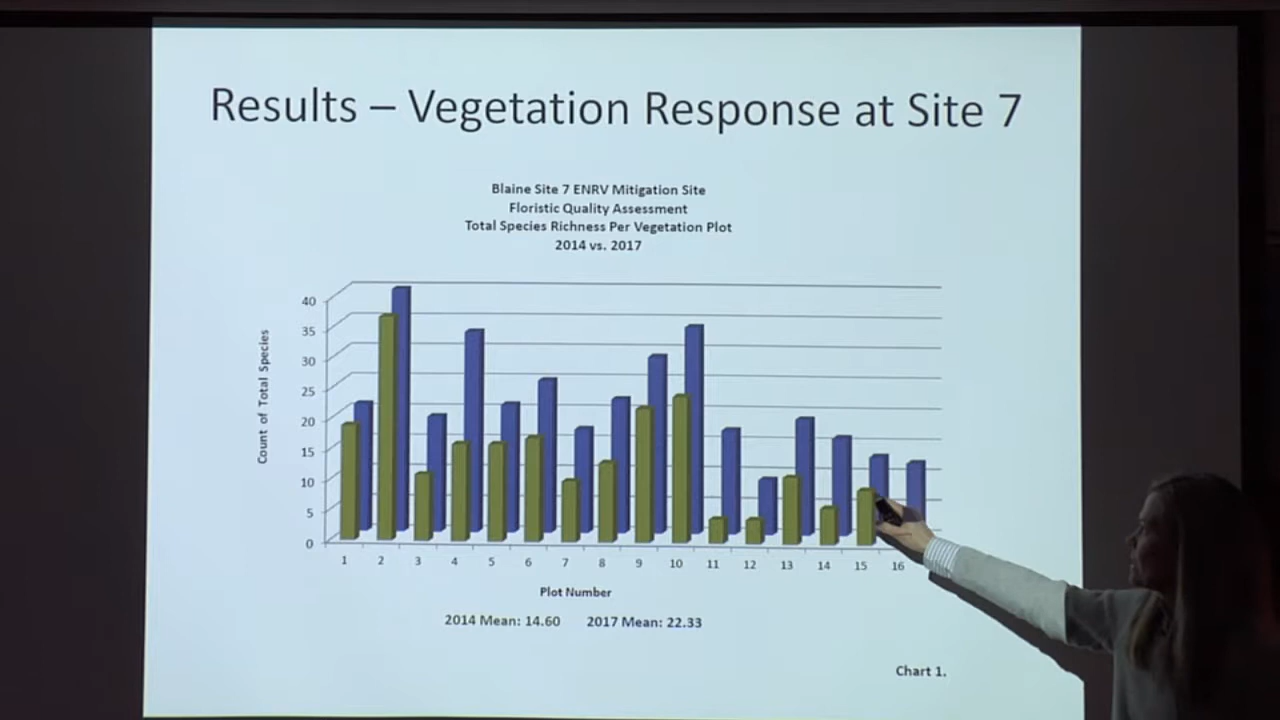 Results – Vegetation Response at Site 7
Blaine Site 7 ENRV Mitigation Site
Floristic Quality Assessment
Total Species Richness Per Vegetation Plot
2014 vs. 2017
Count of Total Species
40
35
30
25
20
15
10
5
0
1 2 3 4 5 6 7 8 9 10 11 12 13 14 15 16
Plot Number
2014 Mean: 14.60 2017 Mean: 22.33
Chart 1.